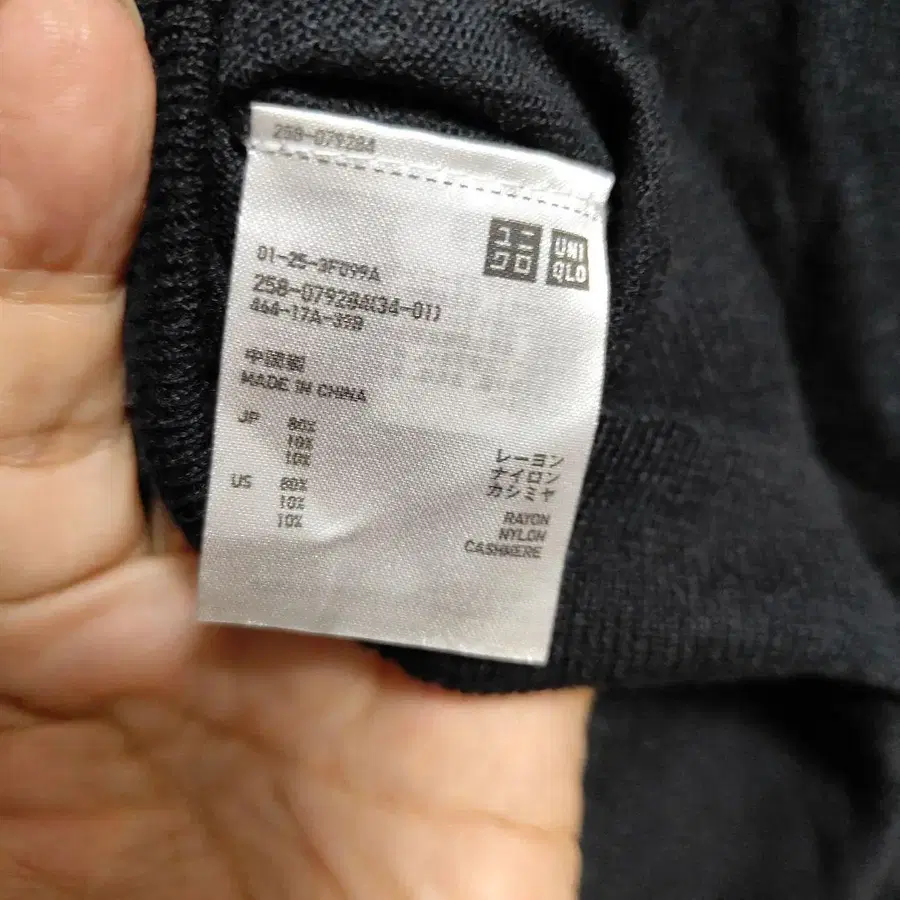 258-079284
ユニ
クロ
UNI
QLO
01-25-3F099A
258-079284(34-01)
464-17A-39B
中国製
MADE IN CHINA
JP 80% レーヨン
10% ナイロン
10% カシミヤ
US 80% RAYON
10% NYLON
10% CASHMERE